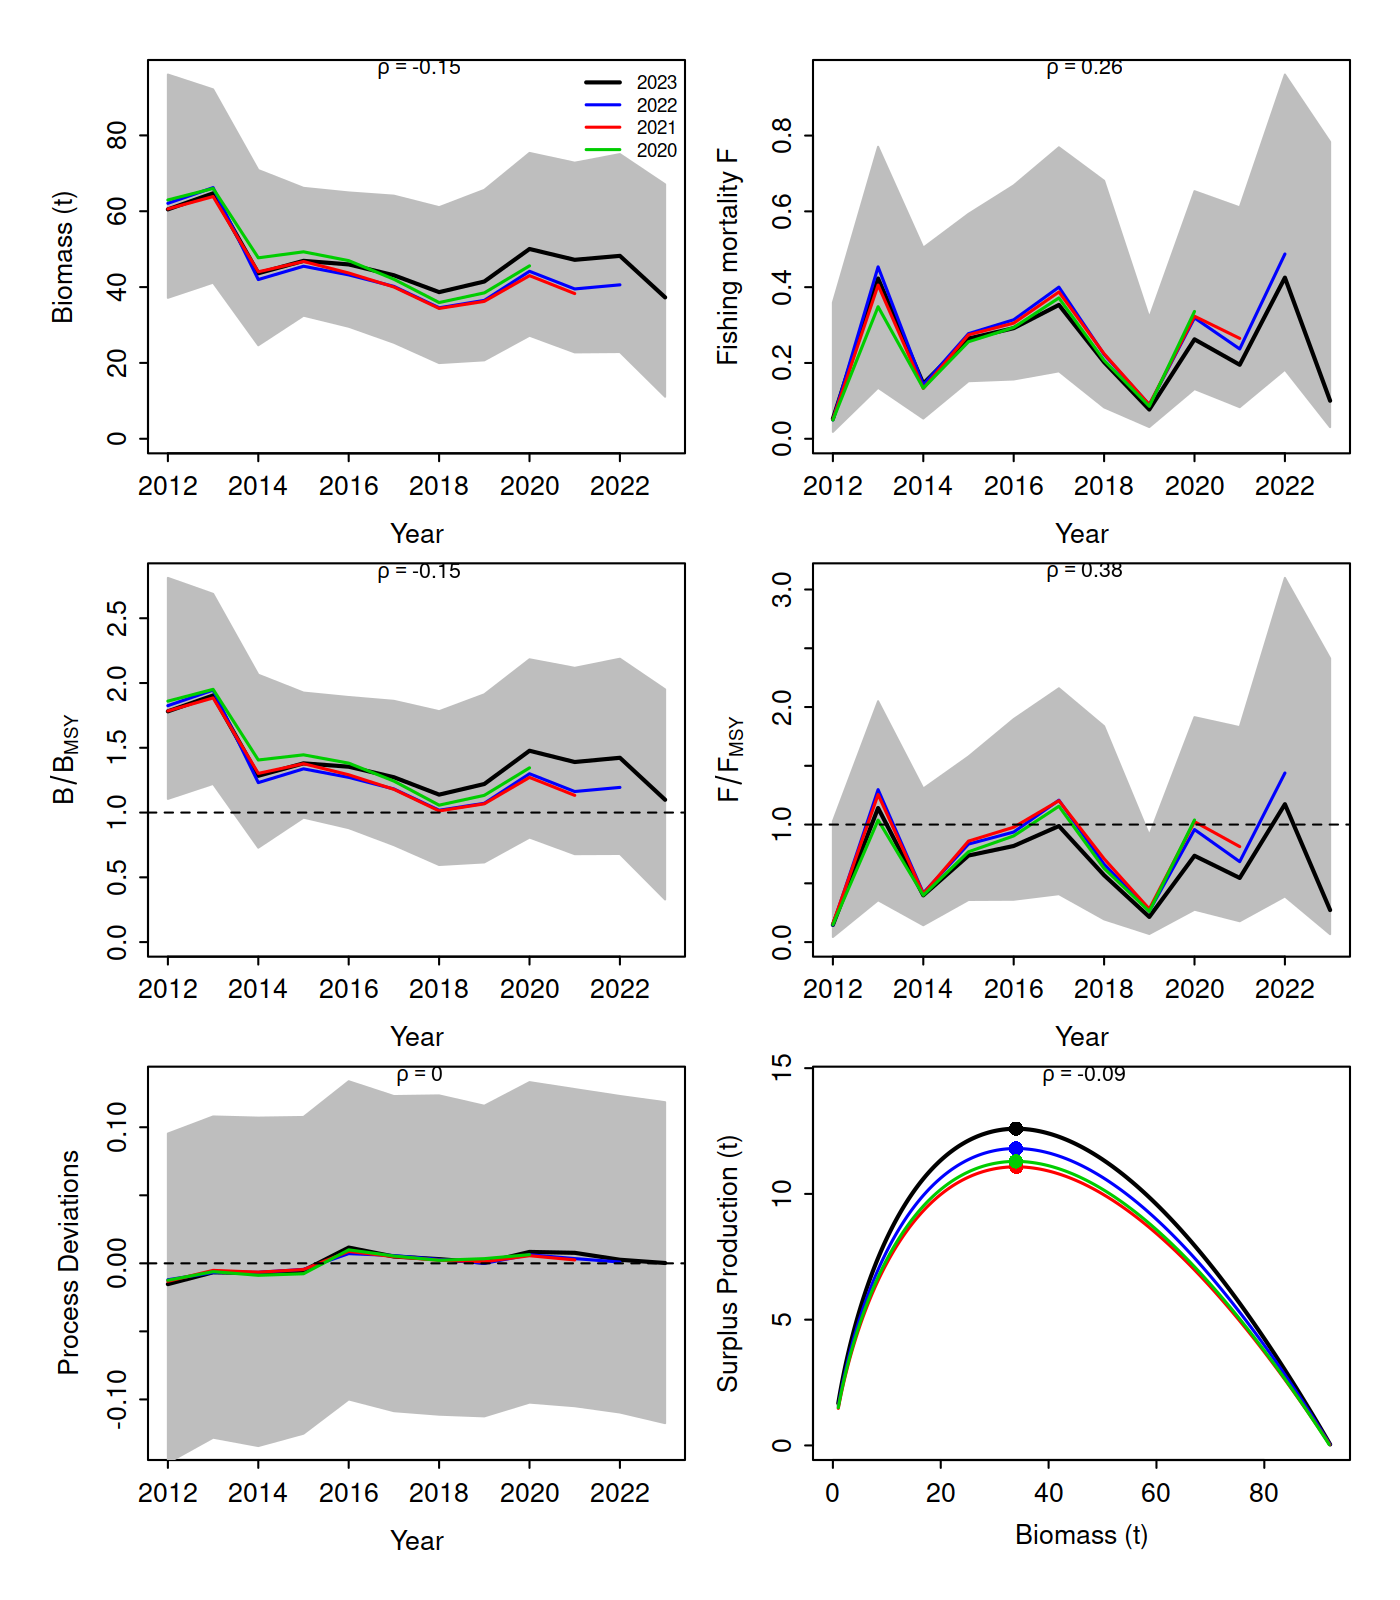 ρ = -0.15
2023
2022
2021
2020
Biomass (t)
0 20 40 60 80
2012 2014 2016 2018 2020 2022
Year
ρ = 0.26
Fishing mortality F
0.0 0.2 0.4 0.6 0.8
2012 2014 2016 2018 2020 2022
Year
ρ = -0.15
B/BMSY
0.0 0.5 1.0 1.5 2.0 2.5
2012 2014 2016 2018 2020 2022
Year
ρ = 0.38
F/FMSY
0.0 1.0 2.0 3.0
2012 2014 2016 2018 2020 2022
Year
ρ = 0
Process Deviations
-0.10 0.00 0.10
2012 2014 2016 2018 2020 2022
Year
ρ = -0.09
Surplus Production (t)
0 5 10 15
0 20 40 60 80
Biomass (t)